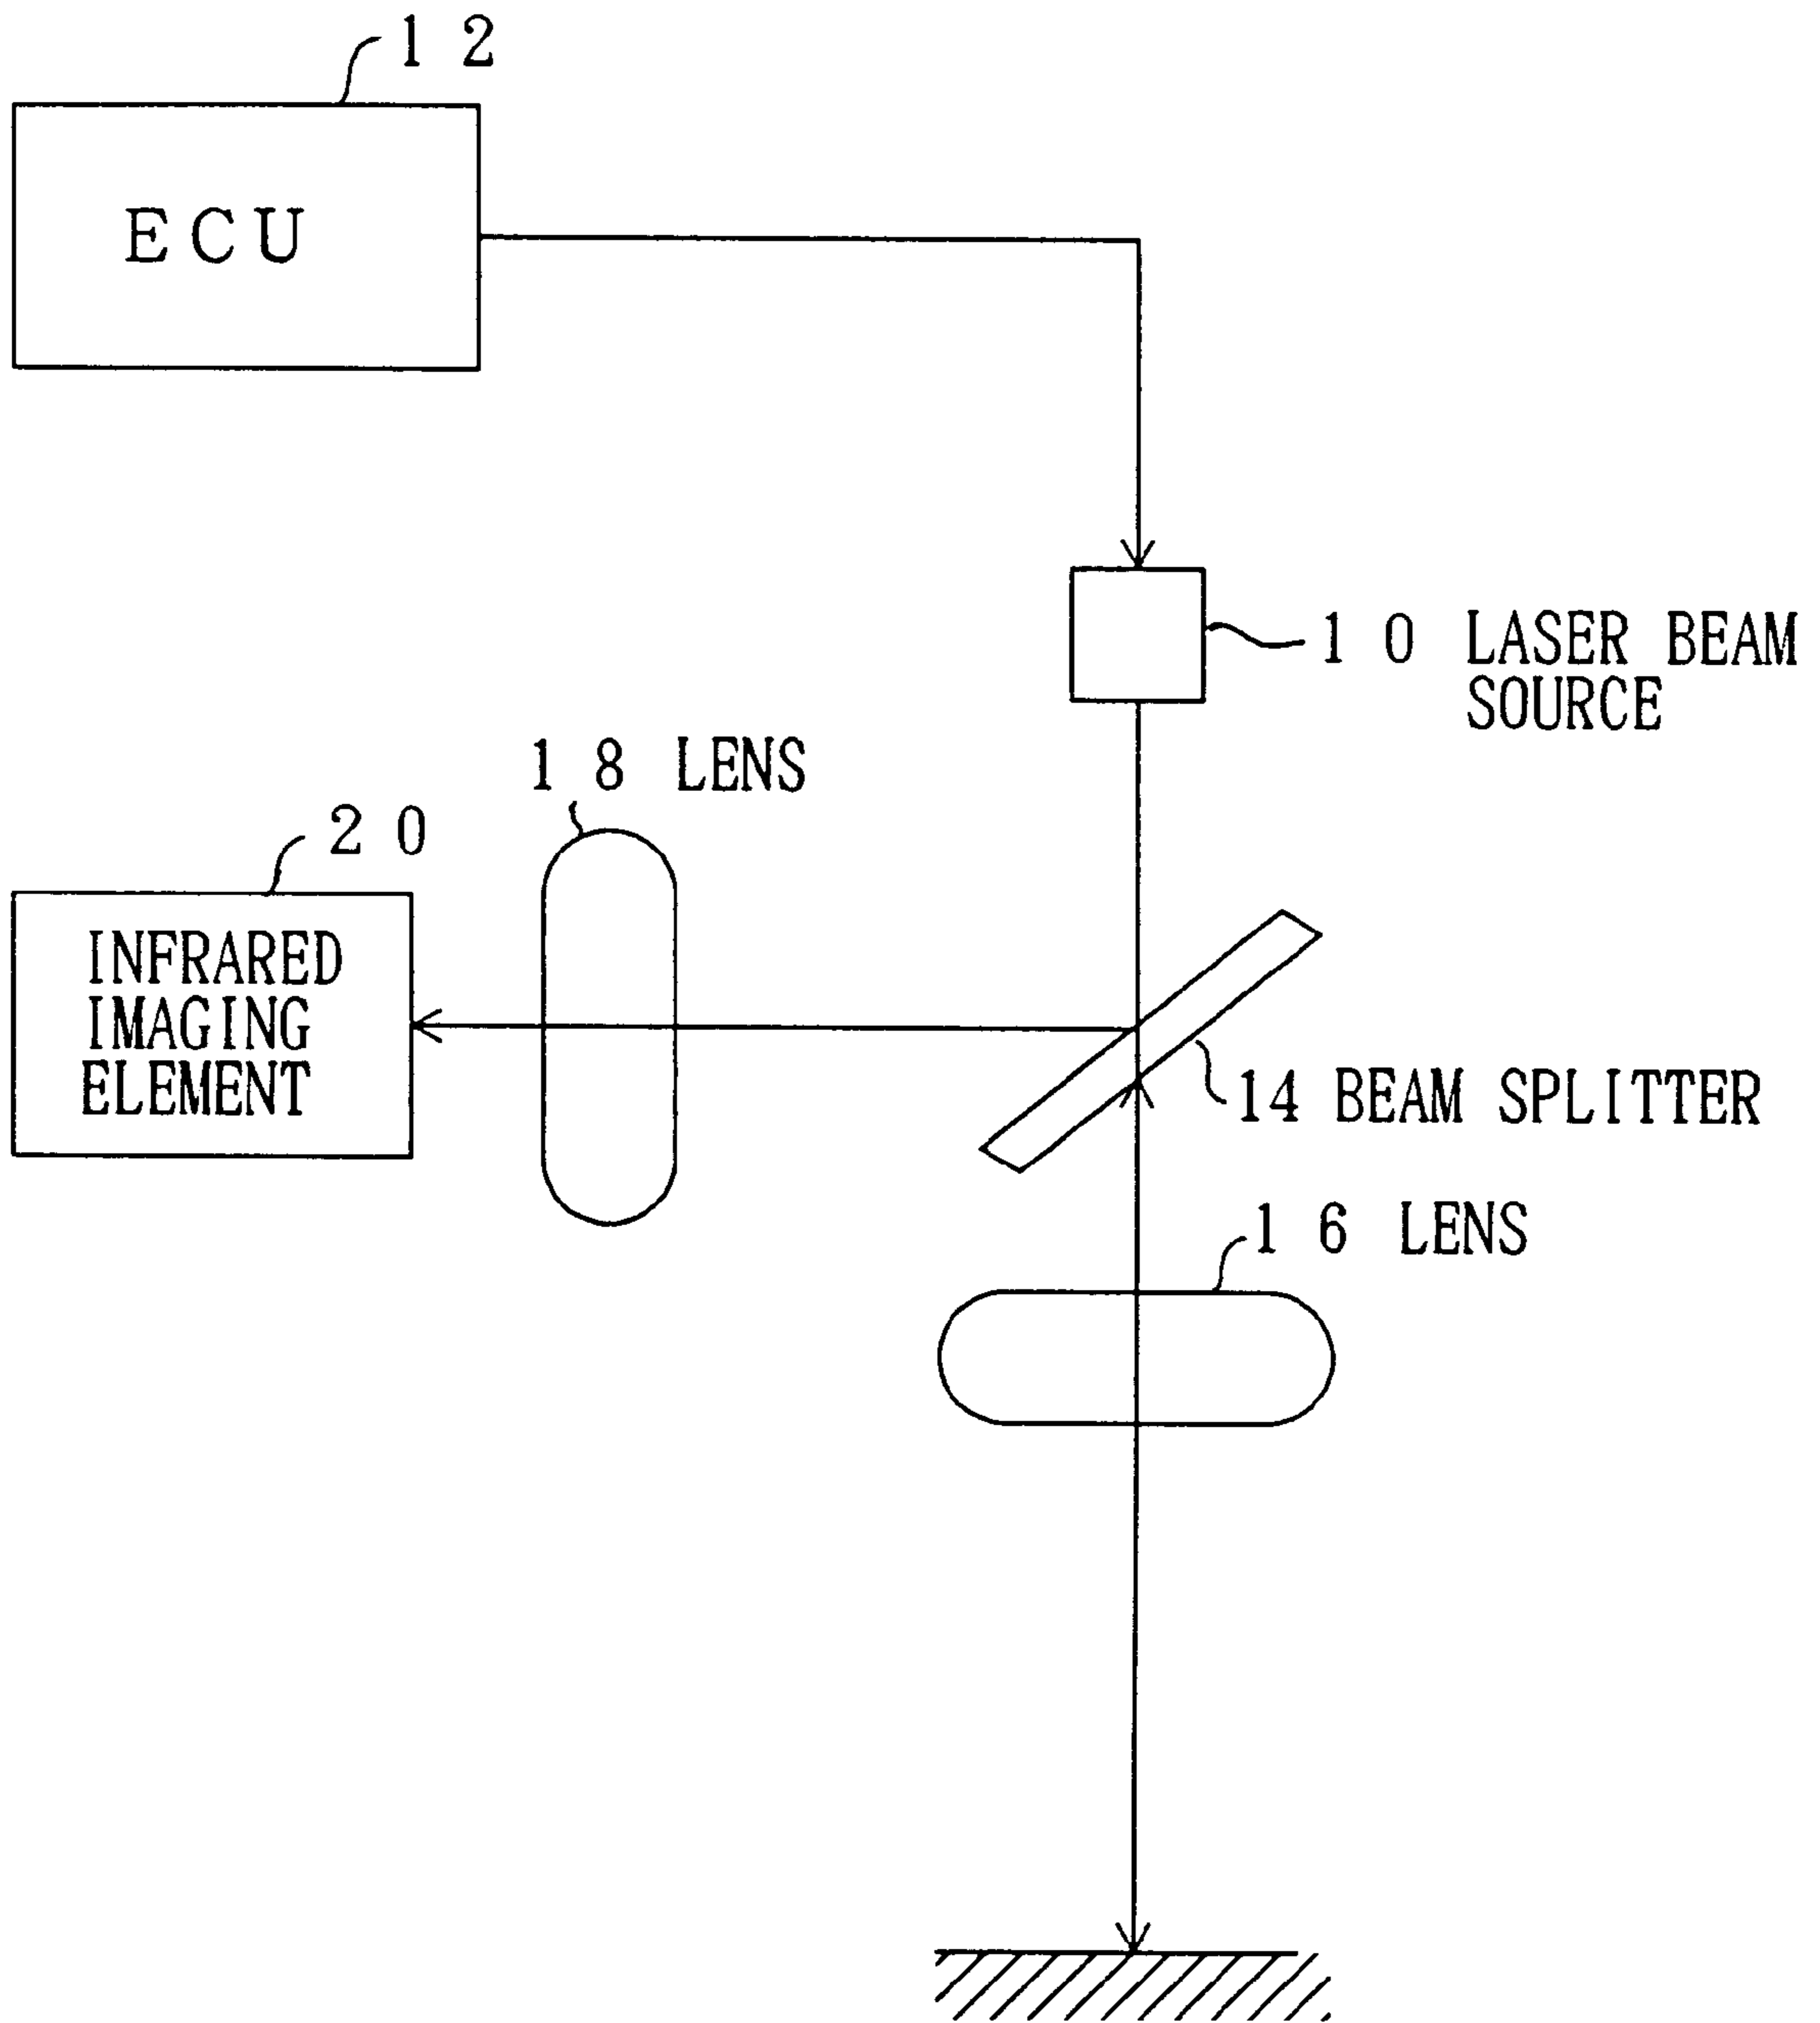 12
ECU
10 LASER BEAM
SOURCE
18 LENS
20
INFRARED
IMAGING
ELEMENT
14 BEAM SPLITTER
16 LENS